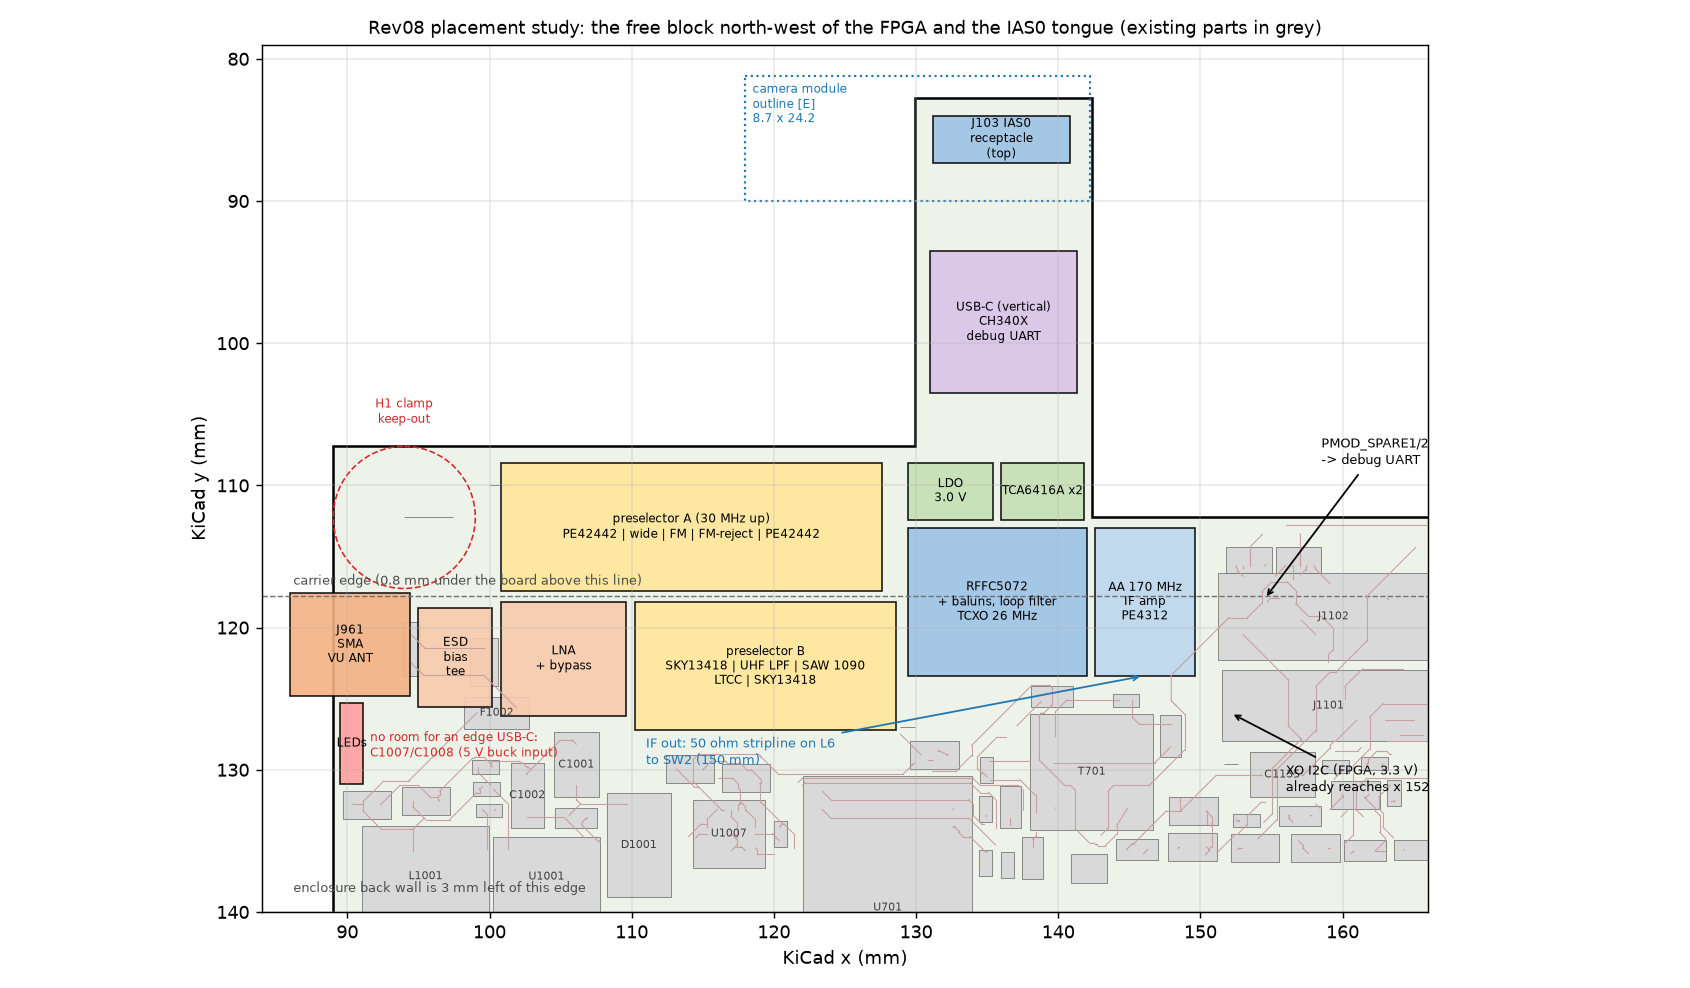 Rev08 placement study: the free block north-west of the FPGA and the IAS0 tongue (existing parts in grey)
80
90
100
110
120
130
140
KiCad y (mm)
camera module
outline [E]
8.7 x 24.2
J103 IAS0
receptacle
(top)
USB-C (vertical)
CH340X
debug UART
H1 clamp
keep-out
PMOD_SPARE1/2
-> debug UART
LDO
3.0 V
TCA6416A x2
preselector A (30 MHz up)
PE42442 | wide | FM | FM-reject | PE42442
carrier edge (0.8 mm under the board above this line)
RFFC5072
+ baluns, loop filter
TCXO 26 MHz
AA 170 MHz
IF amp
PE4312
J1102
J961
SMA
VU ANT
ESD
bias
tee
LNA
+ bypass
preselector B
SKY13418 | UHF LPF | SAW 1090
LTCC | SKY13418
J1101
F1002
LEDs
no room for an edge USB-C:
C1007/C1008 (5 V buck input)
IF out: 50 ohm stripline on L6
to SW2 (150 mm)
C1001
T701
XO I2C (FPGA, 3.3 V)
already reaches x 152
C1002
U1007
D1001
L1001
U1001
enclosure back wall is 3 mm left of this edge
U701
90
100
110
120
130
140
150
160
KiCad x (mm)